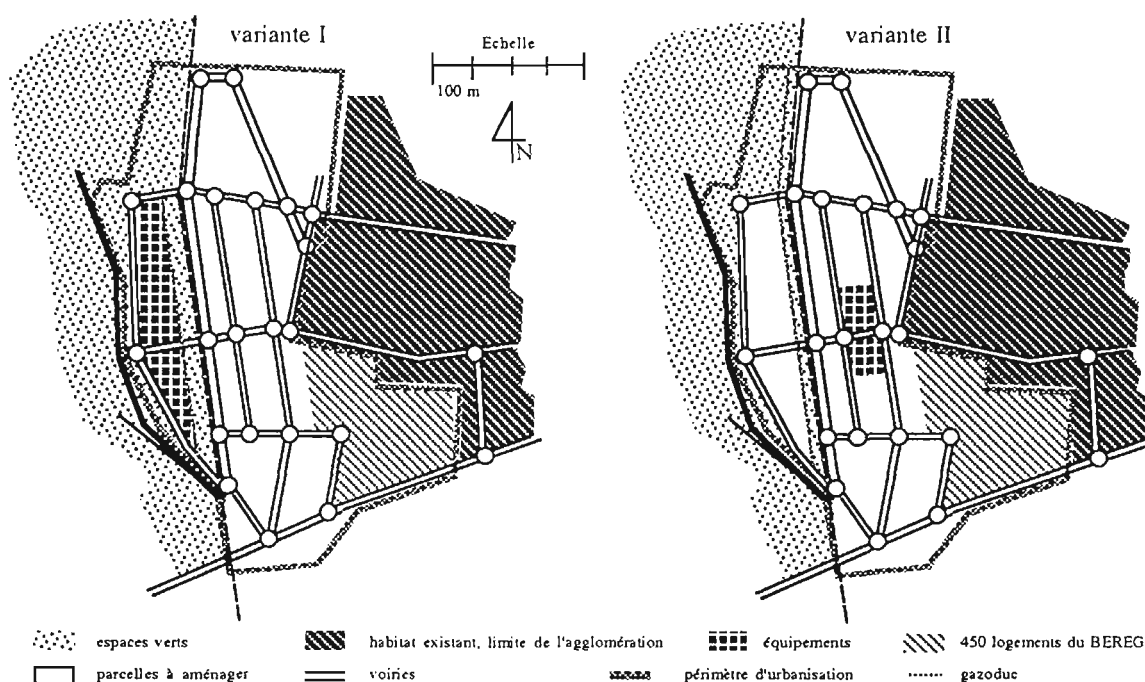 variante I
Echelle
100 m
N
variante II
espaces verts
habitat existant, limite de l'agglomération
équipements
450 logements du BEREG
parcelles à aménager
voiries
périmètre d'urbanisation
gazoduc